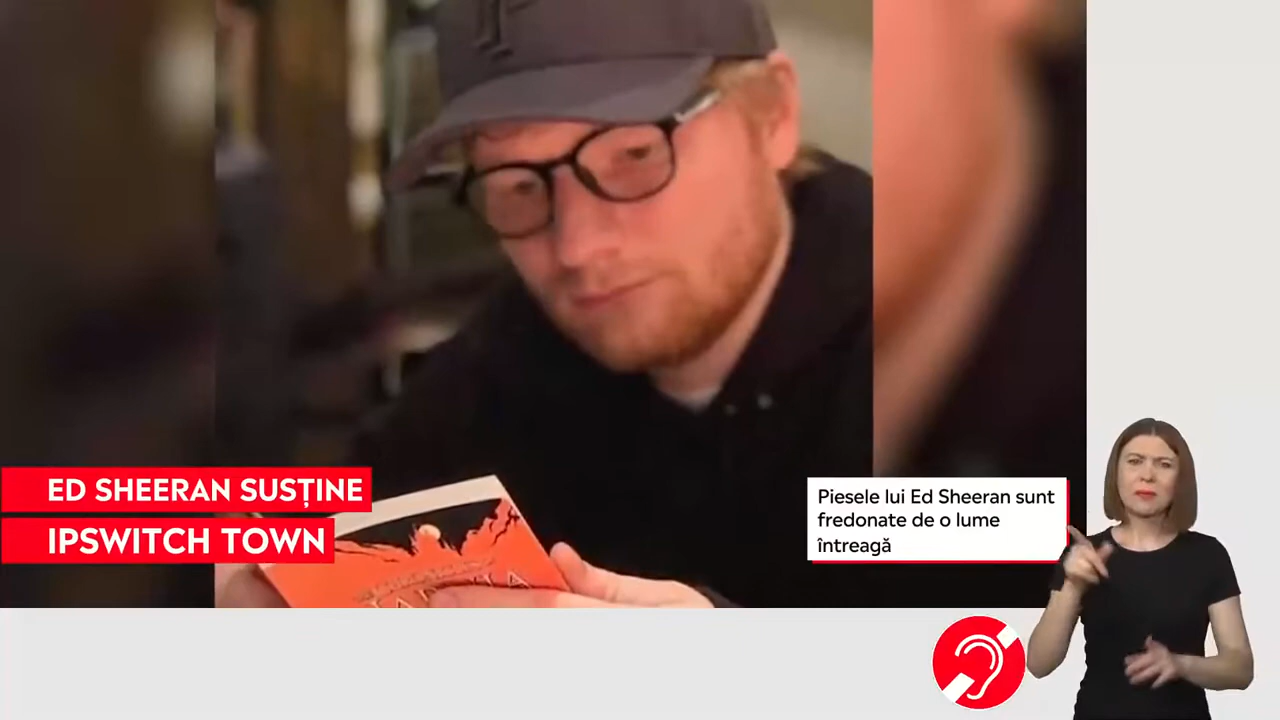 ED SHEERAN SUSȚINE
IPSWITCH TOWN
Piesele lui Ed Sheeran sunt
fredonate de o lume
întreagă